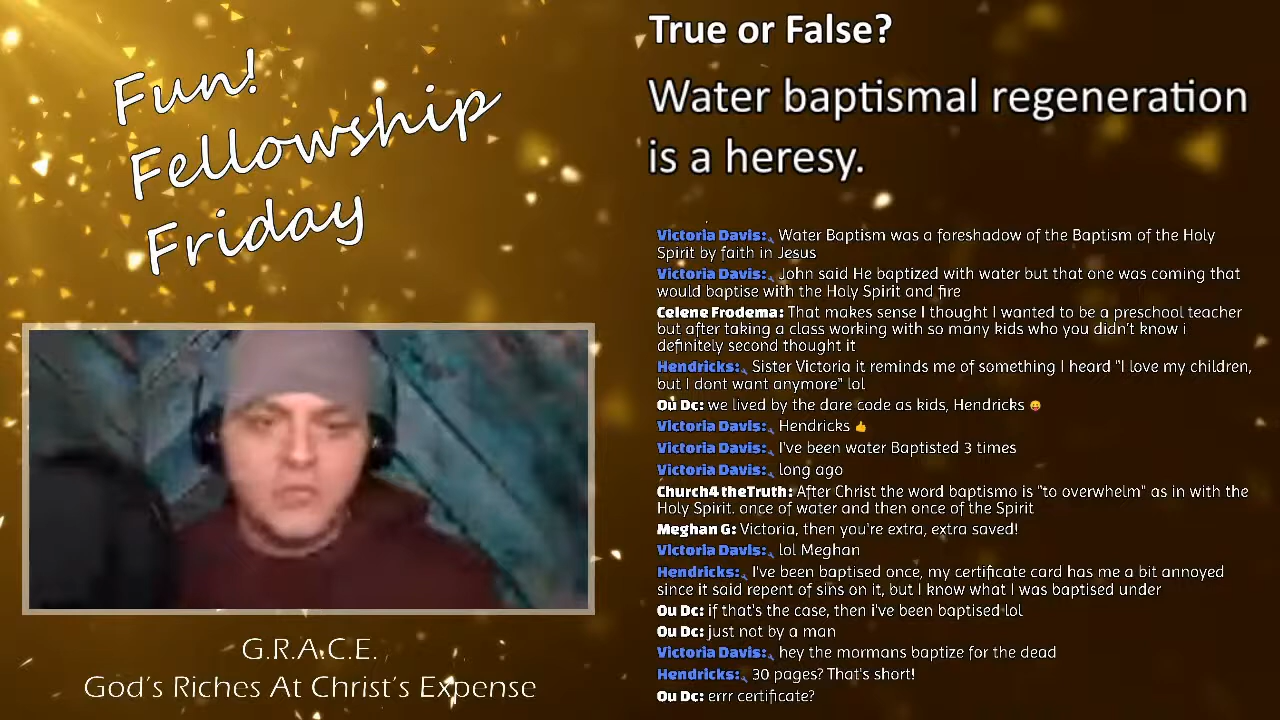 Fun!
Fellowship
Friday
G.R.A.C.E.
God's Riches At Christ's Expense
True or False?
Water baptismal regeneration
is a heresy.
Victoria Davis: Water Baptism was a foreshadow of the Baptism of the Holy
Spirit by faith in Jesus
Victoria Davis: John said He baptized with water but that one was coming that
would baptise with the Holy Spirit and fire
Celene Frodema: That makes sense I thought I wanted to be a preschool teacher
but after taking a class working with so many kids who you didn't know i
definitely second thought it
Hendricks: Sister Victoria it reminds me of something I heard "I love my children,
but I dont want anymore" lol
Ou Dc: we lived by the dare code as kids, Hendricks 😛
Victoria Davis: Hendricks 👍
Victoria Davis: I've been water Baptisted 3 times
Victoria Davis: long ago
Church4theTruth: After Christ the word baptismo is "to overwhelm" as in with the
Holy Spirit. once of water and then once of the Spirit
Meghan G: Victoria, then you're extra, extra saved!
Victoria Davis: lol Meghan
Hendricks: I've been baptised once, my certificate card has me a bit annoyed
since it said repent of sins on it, but I know what I was baptised under
Ou Dc: if that's the case, then i've been baptised lol
Ou Dc: just not by a man
Victoria Davis: hey the mormans baptize for the dead
Hendricks: 30 pages? That's short!
Ou Dc: errr certificate?